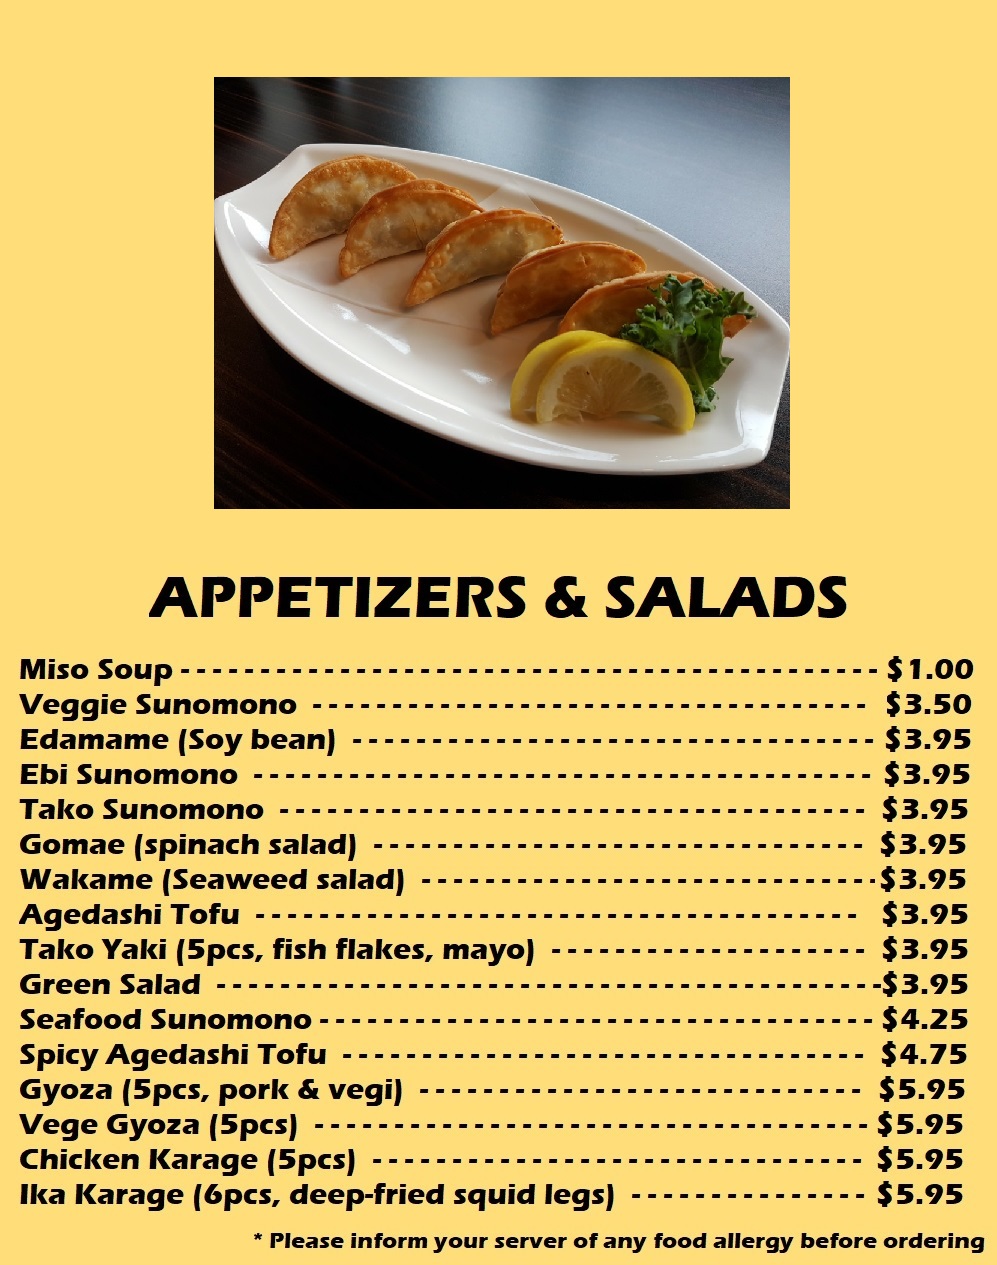 APPETIZERS & SALADS
Miso Soup - - - - - - - - - - - - - - - - - - - - - - - - - - - - - - - - - - - - - - - - - - - - $1.00
Veggie Sunomono - - - - - - - - - - - - - - - - - - - - - - - - - - - - - - - - - - - $3.50
Edamame (Soy bean) - - - - - - - - - - - - - - - - - - - - - - - - - - - - - - - - - $3.95
Ebi Sunomono - - - - - - - - - - - - - - - - - - - - - - - - - - - - - - - - - - - - - - - $3.95
Tako Sunomono - - - - - - - - - - - - - - - - - - - - - - - - - - - - - - - - - - - - - $3.95
Gomae (spinach salad) - - - - - - - - - - - - - - - - - - - - - - - - - - - - - - - $3.95
Wakame (Seaweed salad) - - - - - - - - - - - - - - - - - - - - - - - - - - - - - $3.95
Agedashi Tofu - - - - - - - - - - - - - - - - - - - - - - - - - - - - - - - - - - - - - - $3.95
Tako Yaki (5pcs, fish flakes, mayo) - - - - - - - - - - - - - - - - - - - - $3.95
Green Salad - - - - - - - - - - - - - - - - - - - - - - - - - - - - - - - - - - - - - - - - - - $3.95
Seafood Sunomono - - - - - - - - - - - - - - - - - - - - - - - - - - - - - - - - - - - $4.25
Spicy Agedashi Tofu - - - - - - - - - - - - - - - - - - - - - - - - - - - - - - - - - $4.75
Gyoza (5pcs, pork & vegi) - - - - - - - - - - - - - - - - - - - - - - - - - - - - $5.95
Vege Gyoza (5pcs) - - - - - - - - - - - - - - - - - - - - - - - - - - - - - - - - - - - $5.95
Chicken Karage (5pcs) - - - - - - - - - - - - - - - - - - - - - - - - - - - - - - - $5.95
Ika Karage (6pcs, deep-fried squid legs) - - - - - - - - - - - - - - - $5.95
* Please inform your server of any food allergy before ordering